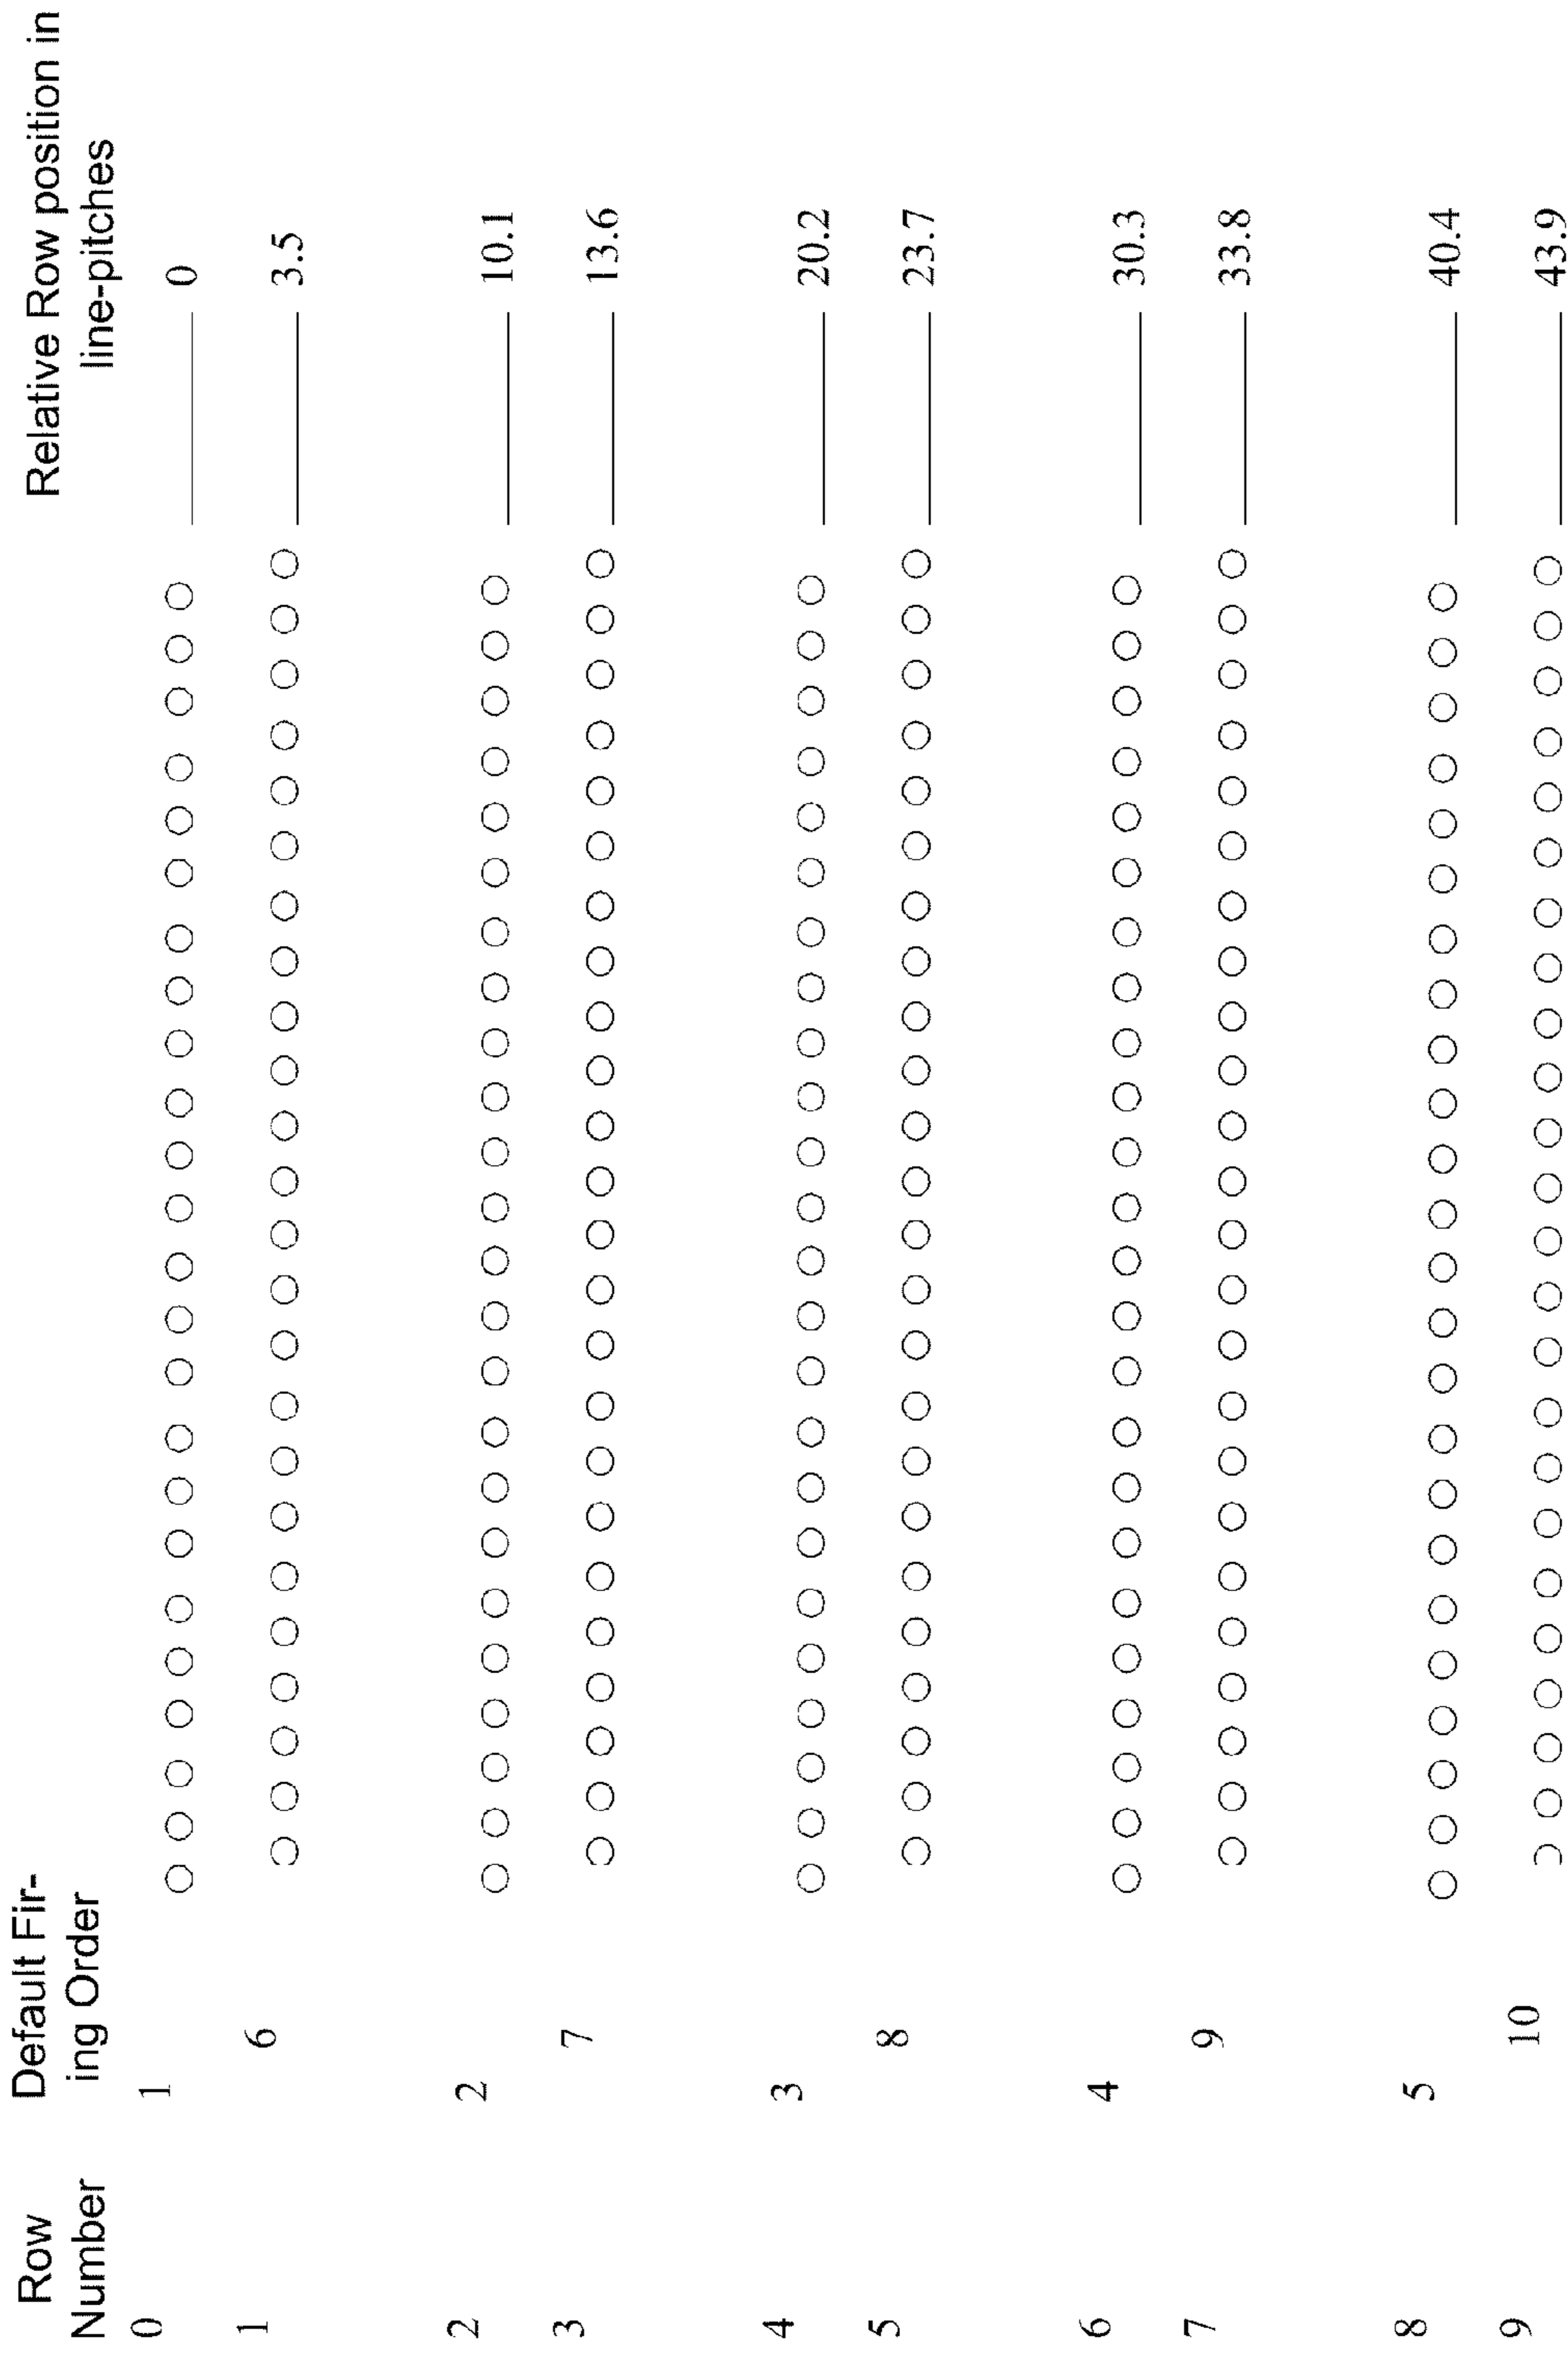 Row
Number
Default Fir-
ing Order
Relative Row position in
line-pitches
0 1 0
1 6 3.5
2 2 10.1
3 7 13.6
4 3 20.2
5 8 23.7
6 4 30.3
7 9 33.8
8 5 40.4
9 10 43.9